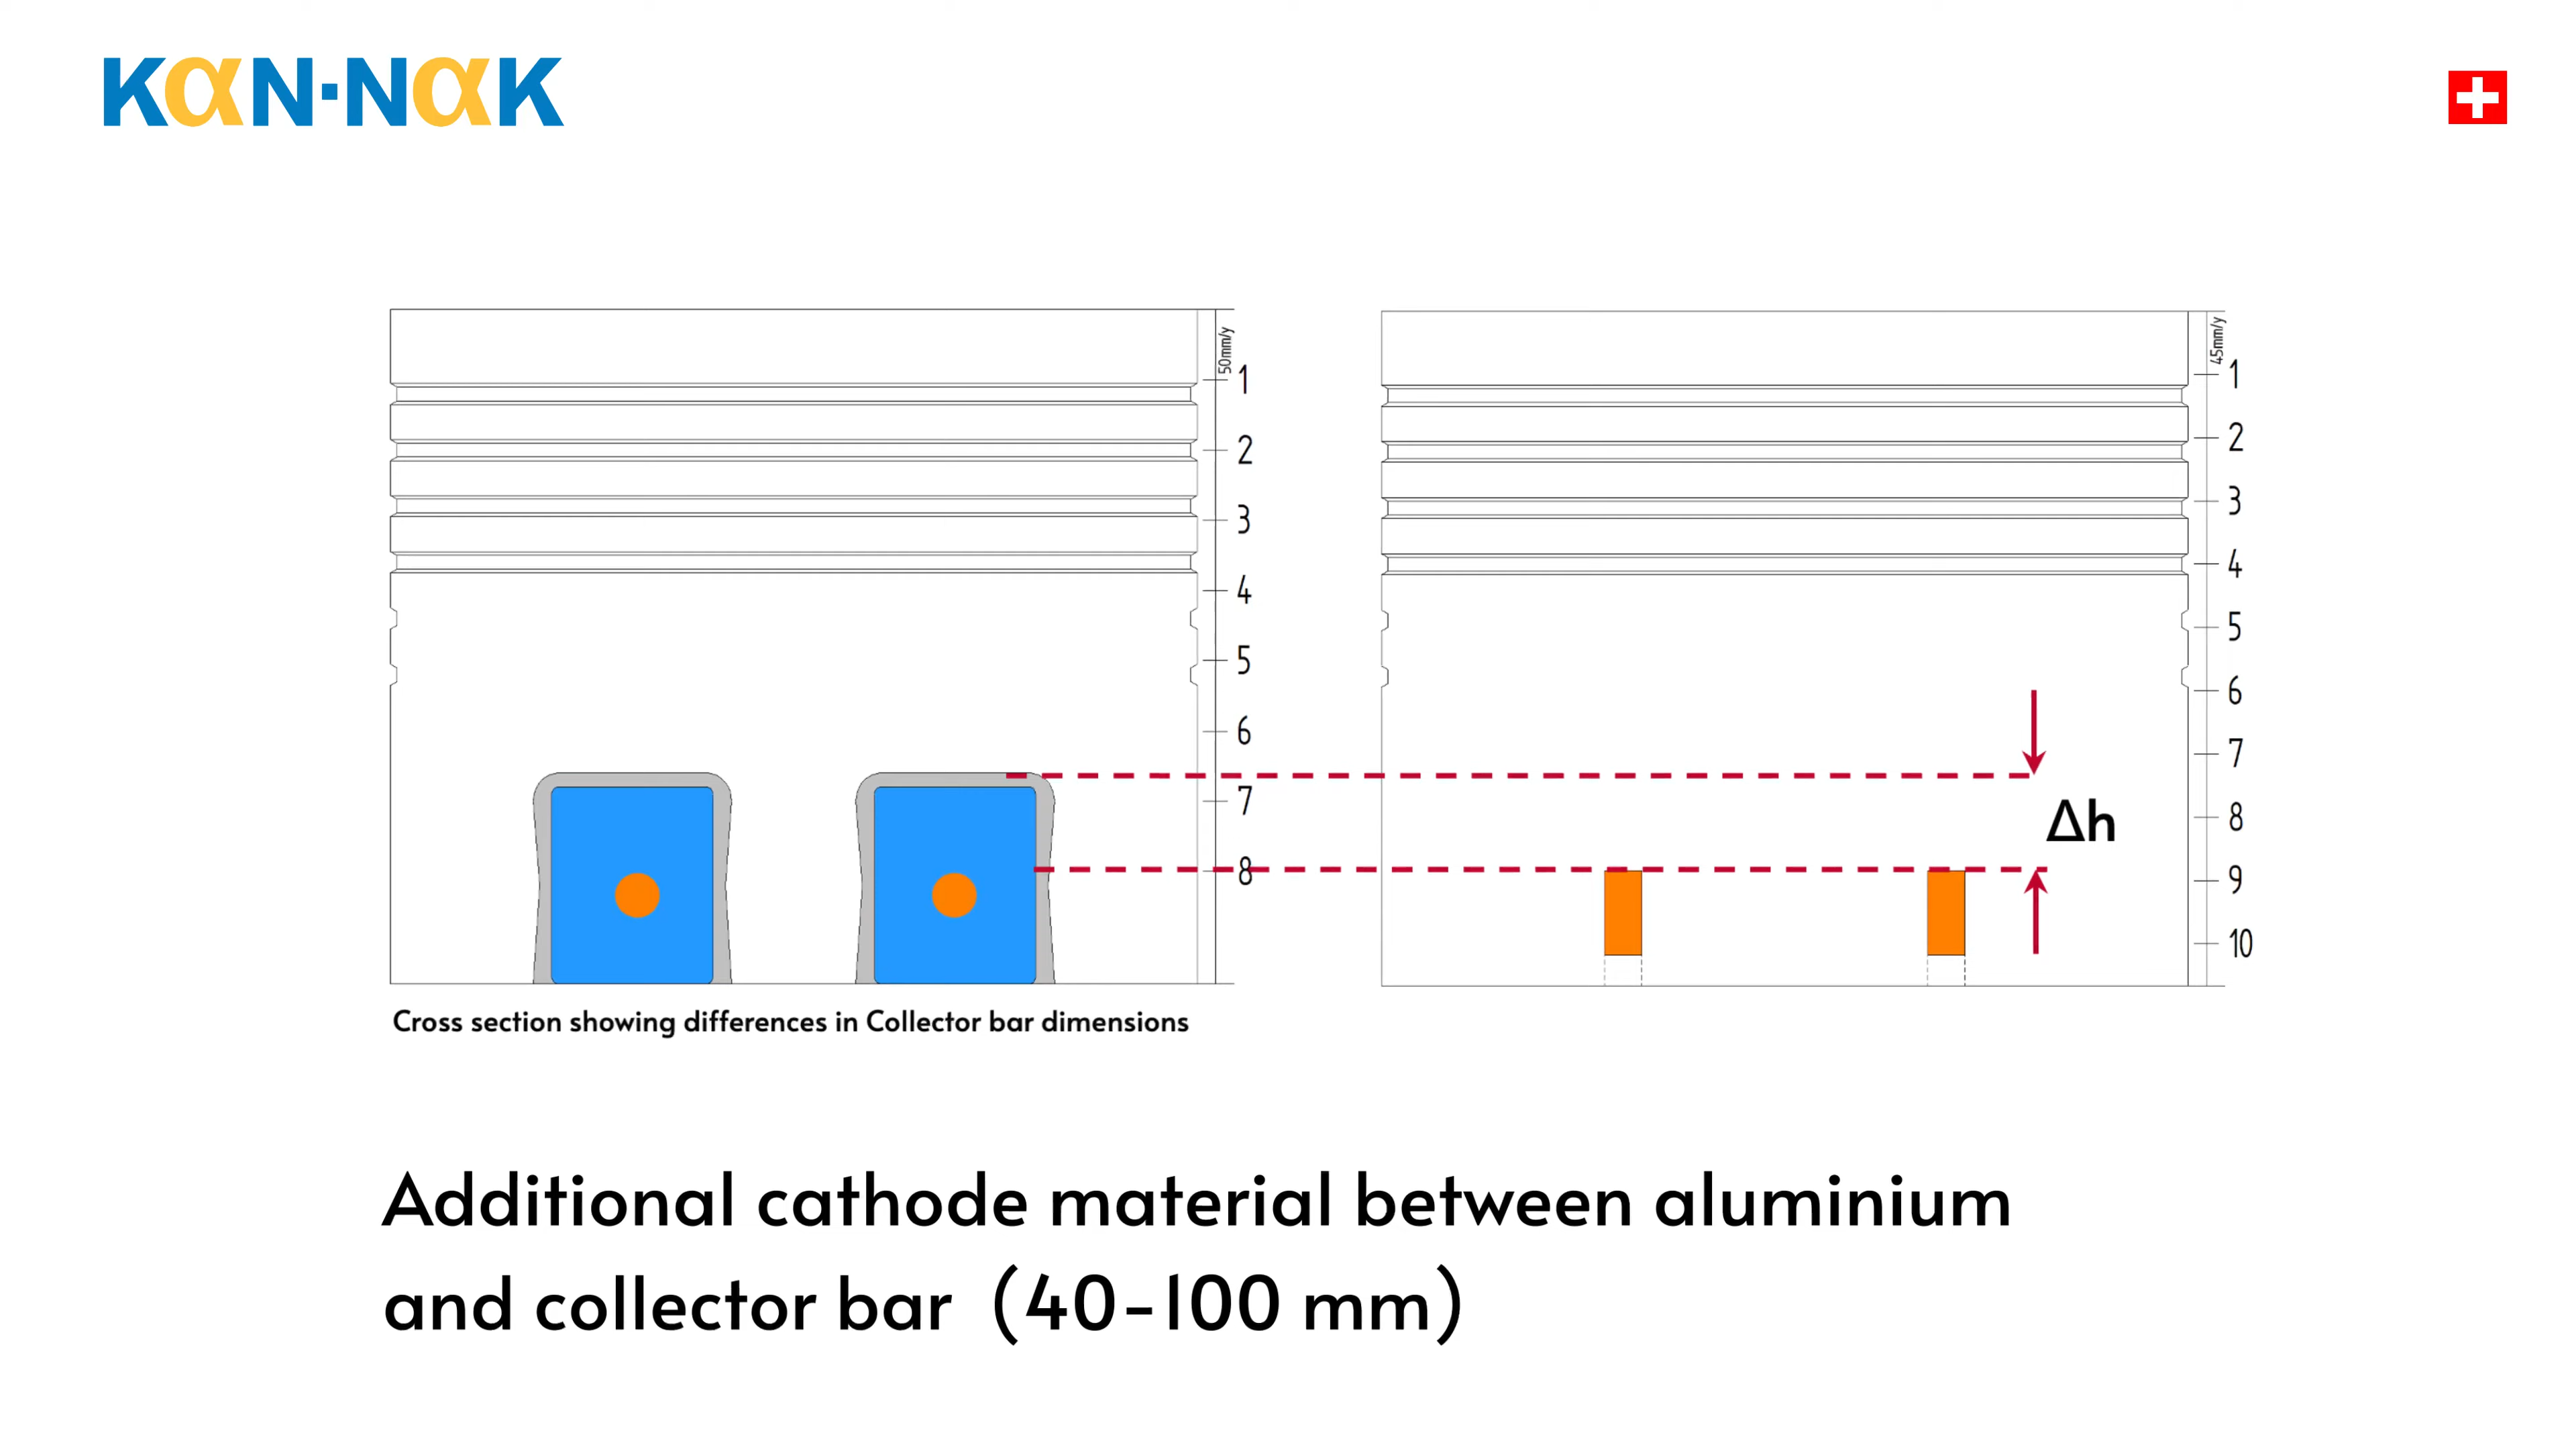 KαN·NαK
50mm/y
1
2
3
4
5
6
7
8
45mm/y
1
2
3
4
5
6
7
8
9
10
Δh
Cross section showing differences in Collector bar dimensions
Additional cathode material between aluminium
and collector bar (40-100 mm)